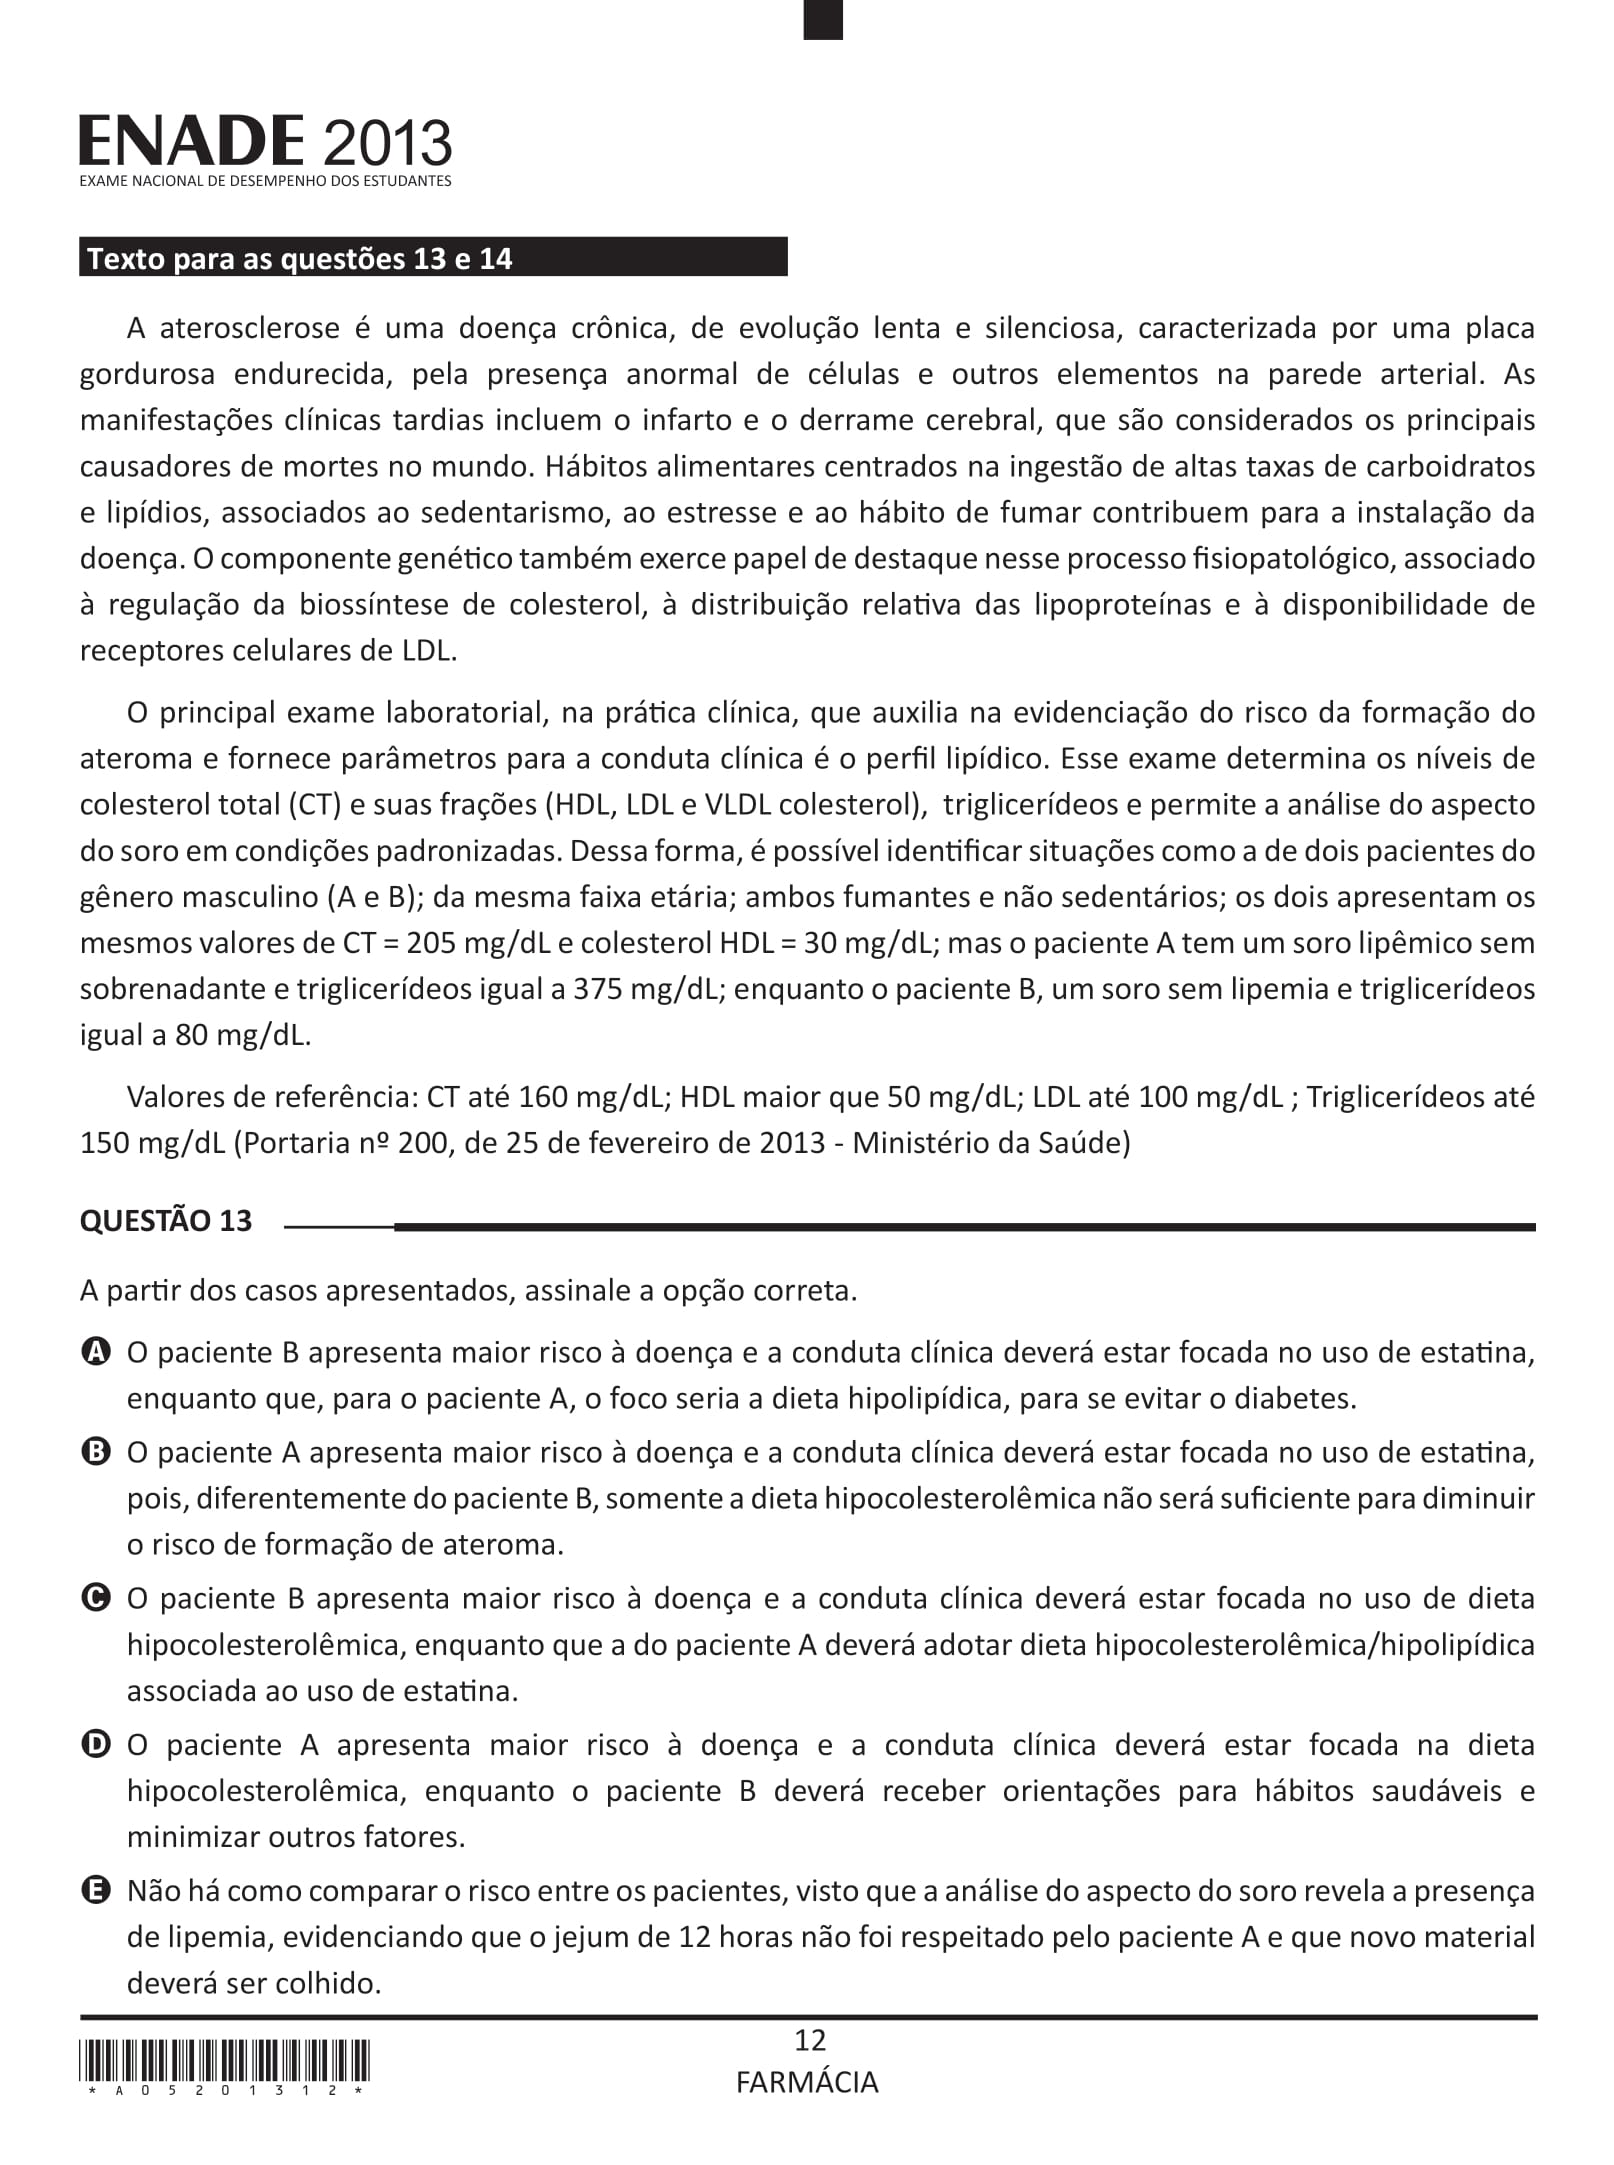 ENADE 2013
EXAME NACIONAL DE DESEMPENHO DOS ESTUDANTES
Texto para as questões 13 e 14
A aterosclerose é uma doença crônica, de evolução lenta e silenciosa, caracterizada por uma placa
gordurosa endurecida, pela presença anormal de células e outros elementos na parede arterial. As
manifestações clínicas tardias incluem o infarto e o derrame cerebral, que são considerados os principais
causadores de mortes no mundo. Hábitos alimentares centrados na ingestão de altas taxas de carboidratos
e lipídios, associados ao sedentarismo, ao estresse e ao hábito de fumar contribuem para a instalação da
doença. O componente genético também exerce papel de destaque nesse processo fisiopatológico, associado
à regulação da biossíntese de colesterol, à distribuição relativa das lipoproteínas e à disponibilidade de
receptores celulares de LDL.
O principal exame laboratorial, na prática clínica, que auxilia na evidenciação do risco da formação do
ateroma e fornece parâmetros para a conduta clínica é o perfil lipídico. Esse exame determina os níveis de
colesterol total (CT) e suas frações (HDL, LDL e VLDL colesterol), triglicerídeos e permite a análise do aspecto
do soro em condições padronizadas. Dessa forma, é possível identificar situações como a de dois pacientes do
gênero masculino (A e B); da mesma faixa etária; ambos fumantes e não sedentários; os dois apresentam os
mesmos valores de CT = 205 mg/dL e colesterol HDL = 30 mg/dL; mas o paciente A tem um soro lipêmico sem
sobrenadante e triglicerídeos igual a 375 mg/dL; enquanto o paciente B, um soro sem lipemia e triglicerídeos
igual a 80 mg/dL.
Valores de referência: CT até 160 mg/dL; HDL maior que 50 mg/dL; LDL até 100 mg/dL ; Triglicerídeos até
150 mg/dL (Portaria nº 200, de 25 de fevereiro de 2013 - Ministério da Saúde)
QUESTÃO 13
A partir dos casos apresentados, assinale a opção correta.
A O paciente B apresenta maior risco à doença e a conduta clínica deverá estar focada no uso de estatina,
enquanto que, para o paciente A, o foco seria a dieta hipolipídica, para se evitar o diabetes.
B O paciente A apresenta maior risco à doença e a conduta clínica deverá estar focada no uso de estatina,
pois, diferentemente do paciente B, somente a dieta hipocolesterolêmica não será suficiente para diminuir
o risco de formação de ateroma.
C O paciente B apresenta maior risco à doença e a conduta clínica deverá estar focada no uso de dieta
hipocolesterolêmica, enquanto que a do paciente A deverá adotar dieta hipocolesterolêmica/hipolipídica
associada ao uso de estatina.
D O paciente A apresenta maior risco à doença e a conduta clínica deverá estar focada na dieta
hipocolesterolêmica, enquanto o paciente B deverá receber orientações para hábitos saudáveis e
minimizar outros fatores.
E Não há como comparar o risco entre os pacientes, visto que a análise do aspecto do soro revela a presença
de lipemia, evidenciando que o jejum de 12 horas não foi respeitado pelo paciente A e que novo material
deverá ser colhido.
12
FARMÁCIA
* A 0 5 2 0 1 3 1 2 *